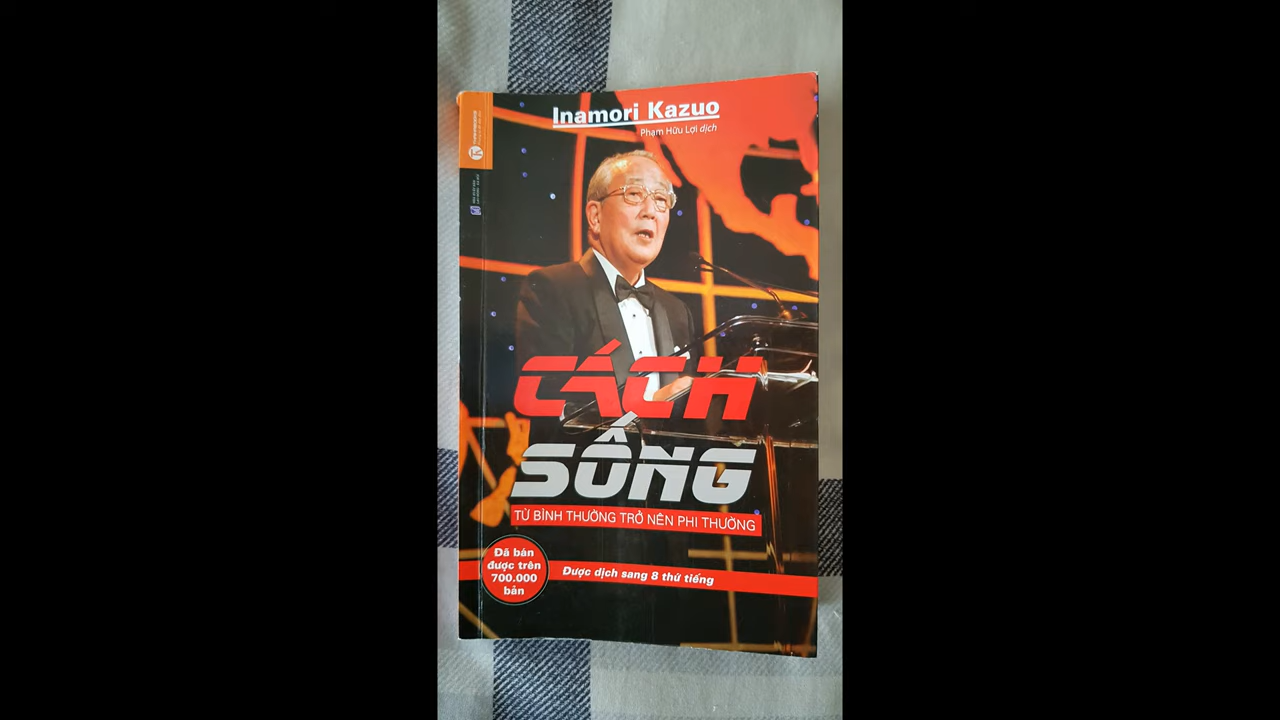 Inamori Kazuo
Phạm Hữu Lợi dịch
CÁCH
SỐNG
TỪ BÌNH THƯỜNG TRỞ NÊN PHI THƯỜNG
Đã bán
được trên
700.000
bản
Được dịch sang 8 thứ tiếng